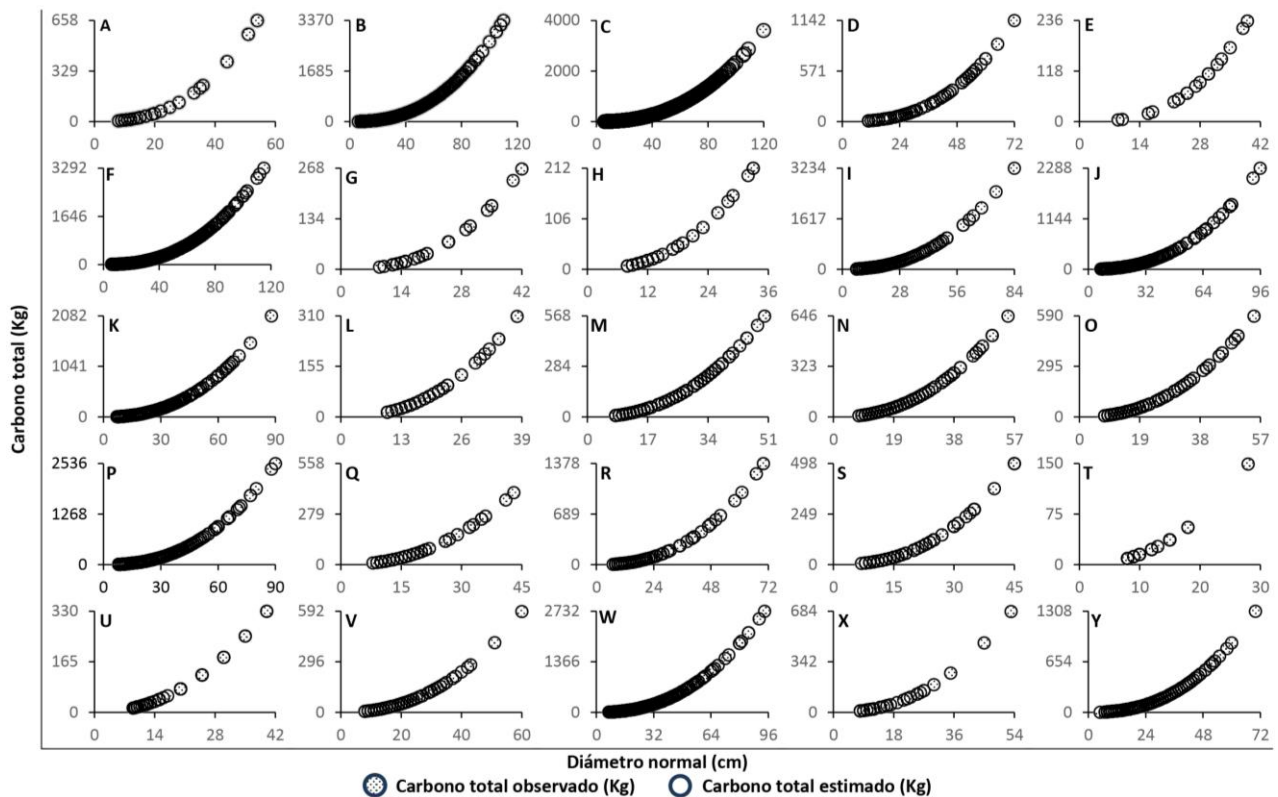 658 A 3370 B 4000 C 1142 D 236 E
329 1685 2000 571 118
0 0 0 0 0
0 20 40 60 0 40 80 120 0 40 80 120 0 24 48 72 0 14 28 42
3292 F 268 G 212 H 3234 I 2288 J
1646 134 106 1617 1144
0 0 0 0 0
0 40 80 120 0 14 28 42 0 12 24 36 0 28 56 84 0 32 64 96
2082 K 310 L 568 M 646 N 590 O
1041 155 284 323 295
0 0 0 0 0
0 30 60 90 0 13 26 39 0 17 34 51 0 19 38 57 0 19 38 57
2536 P 558 Q 1378 R 498 S 150 T
1268 279 689 249 75
0 0 0 0 0
0 30 60 90 0 15 30 45 0 24 48 72 0 15 30 45 0 10 20 30
330 U 592 V 2732 W 684 X 1308 Y
165 296 1366 342 654
0 0 0 0 0
0 14 28 42 0 20 40 60 0 32 64 96 0 18 36 54 0 24 48 72
Carbono total (Kg)
Diámetro normal (cm)
Carbono total observado (Kg) Carbono total estimado (Kg)